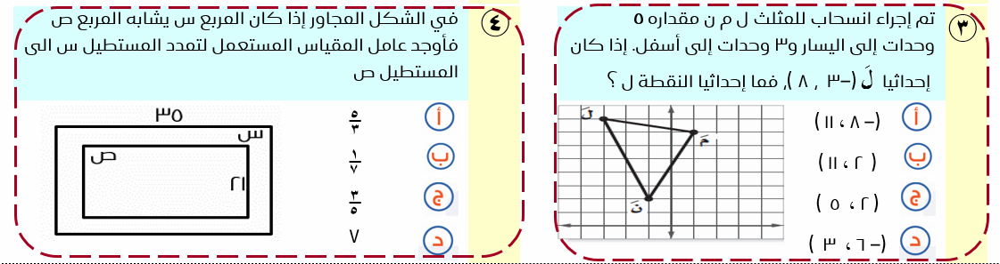 ٣
تم إجراء انسحاب للمثلث ل م ن مقداره ٥
وحدات إلى اليسار و٣ وحدات إلى أسفل. إذا كان
إحداثيا لَ (–٣ , ٨ ), فما إحداثيا النقطة ل ؟
أ (–٨ ، ١١ )
ب ( ٢ ، ١١ )
ج ( ٢ ، ٥ )
د (–٦ ، ٣ )
لَ
مَ
نَ
٤
في الشكل المجاور إذا كان المربع س يشابه المربع ص
فأوجد عامل المقياس المستعمل لتمدد المستطيل س الى
المستطيل ص
أ ٥/٣
ب ١/٧
ج ٣/٥
د ٧
٣٥
س
ص
٢١